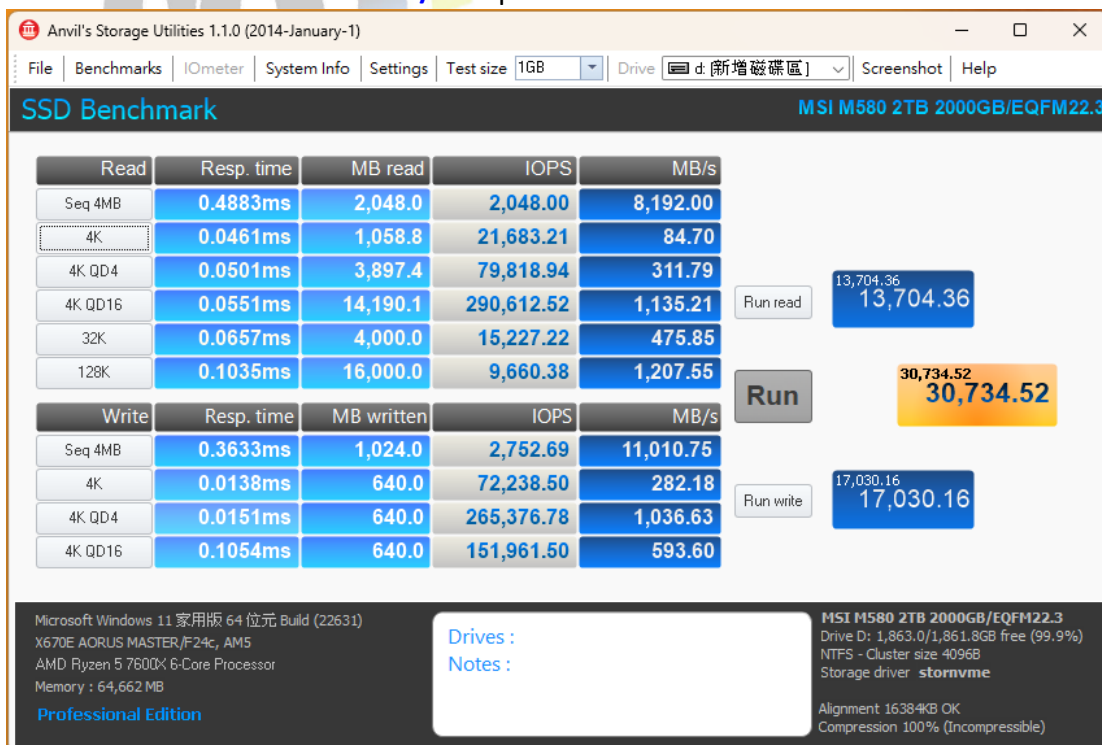 Anvil's Storage Utilities 1.1.0 (2014-January-1)
File Benchmarks IOmeter System Info Settings Test size 1GB Drive d: [新增磁碟區] Screenshot Help
SSD Benchmark MSI M580 2TB 2000GB/EQFM22.3
Read Resp. time MB read IOPS MB/s
Seq 4MB 0.4883ms 2,048.0 2,048.00 8,192.00
4K 0.0461ms 1,058.8 21,683.21 84.70
4K QD4 0.0501ms 3,897.4 79,818.94 311.79
4K QD16 0.0551ms 14,190.1 290,612.52 1,135.21
32K 0.0657ms 4,000.0 15,227.22 475.85
128K 0.1035ms 16,000.0 9,660.38 1,207.55
Run read
13,704.36
13,704.36
Run
30,734.52
30,734.52
Write Resp. time MB written IOPS MB/s
Seq 4MB 0.3633ms 1,024.0 2,752.69 11,010.75
4K 0.0138ms 640.0 72,238.50 282.18
4K QD4 0.0151ms 640.0 265,376.78 1,036.63
4K QD16 0.1054ms 640.0 151,961.50 593.60
Run write
17,030.16
17,030.16
Microsoft Windows 11 家用版 64 位元 Build (22631)
X670E AORUS MASTER/F24c, AM5
AMD Ryzen 5 7600X 6-Core Processor
Memory : 64,662 MB
Professional Edition
Drives :
Notes :
MSI M580 2TB 2000GB/EQFM22.3
Drive D: 1,863.0/1,861.8GB free (99.9%)
NTFS - Cluster size 4096B
Storage driver stornvme
Alignment 16384KB OK
Compression 100% (Incompressible)